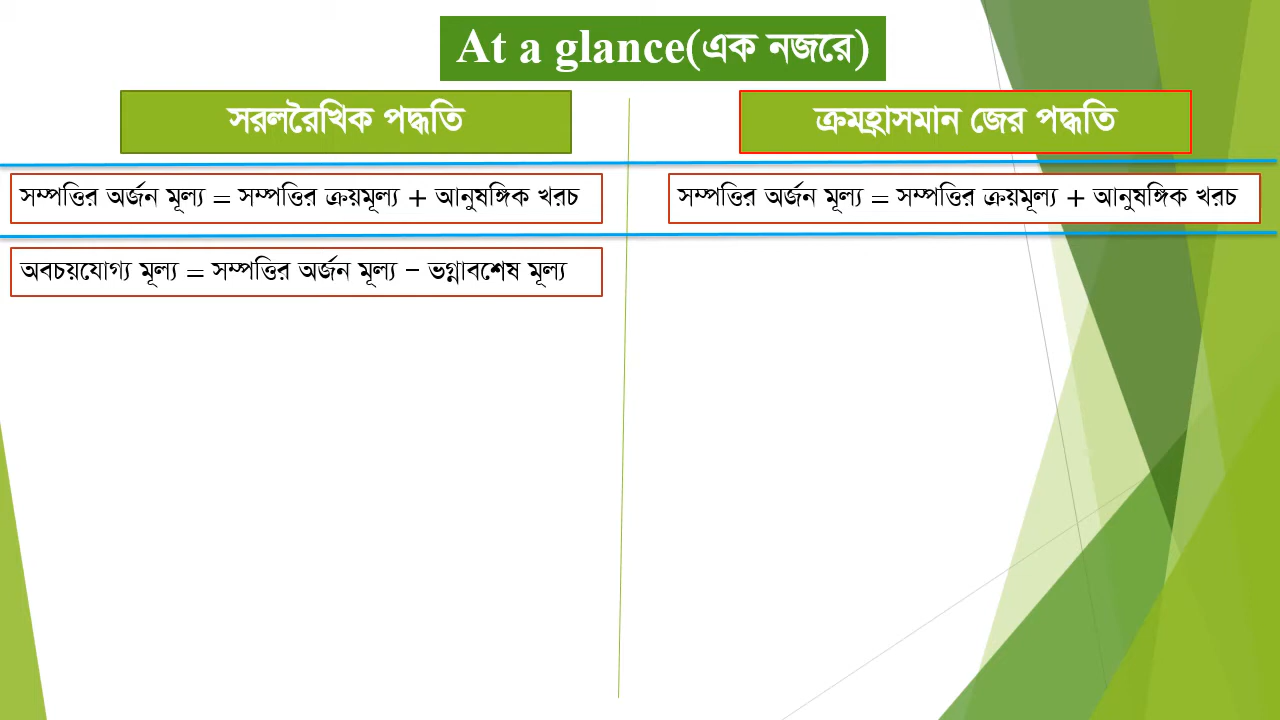 At a glance(এক নজরে)
সরলরৈখিক পদ্ধতি
ক্রমহ্রাসমান জের পদ্ধতি
সম্পত্তির অর্জন মূল্য = সম্পত্তির ক্রয়মূল্য + আনুষঙ্গিক খরচ
সম্পত্তির অর্জন মূল্য = সম্পত্তির ক্রয়মূল্য + আনুষঙ্গিক খরচ
অবচয়যোগ্য মূল্য = সম্পত্তির অর্জন মূল্য − ভগ্নাবশেষ মূল্য